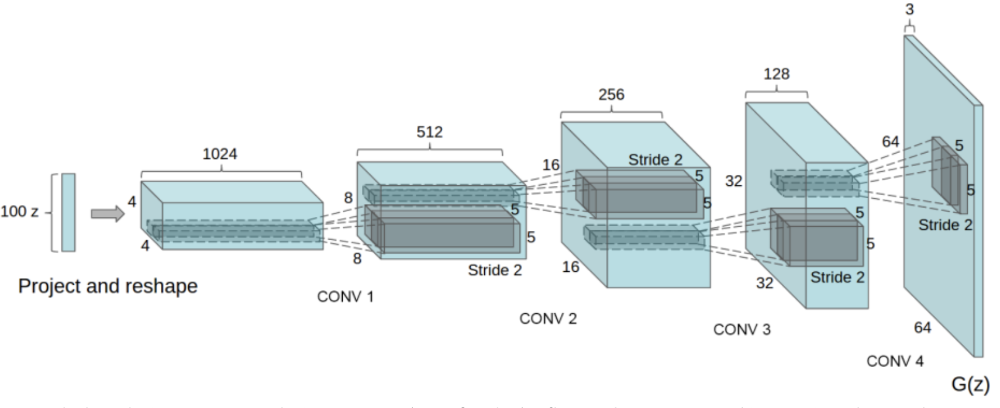 100 z
Project and reshape
1024
4
4
CONV 1
512
8
8
5
5
Stride 2
CONV 2
256
16
16
Stride 2
5
5
CONV 3
128
32
32
5
5
Stride 2
CONV 4
3
64
64
5
5
Stride 2
G(z)